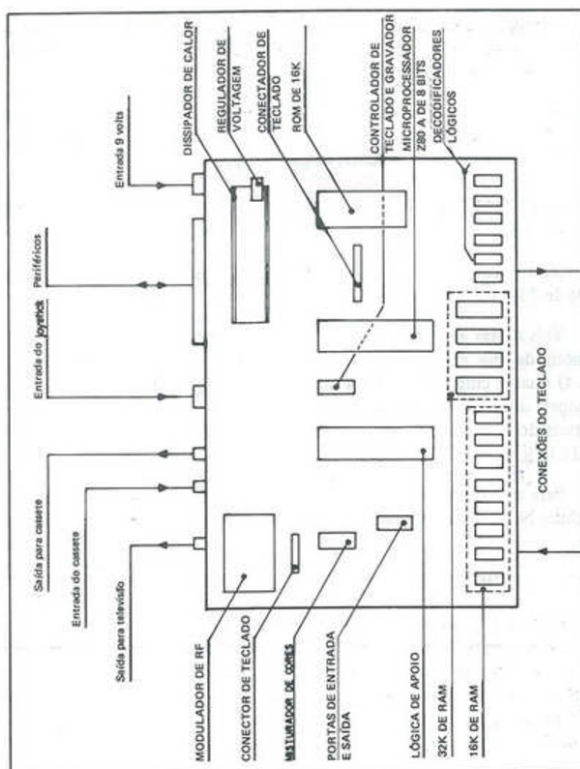 Saída para televisão
Entrada do cassete
Saída para cassete
Entrada do joystick
Periféricos
Entrada 9 volts
DISSIPADOR DE CALOR
REGULADOR DE
VOLTAGEM
CONECTADOR DE
TECLADO
ROM DE 16K
CONTROLADOR DE
TECLADO E GRAVADOR
MICROPROCESSADOR
Z80 A DE 8 BITS
DECODIFICADORES
LÓGICOS
MODULADOR DE RF
CONECTOR DE TECLADO
MISTURADOR DE CORES
PORTAS DE ENTRADA
E SAÍDA
LÓGICA DE APOIO
32K DE RAM
16K DE RAM
CONEXÕES DO TECLADO